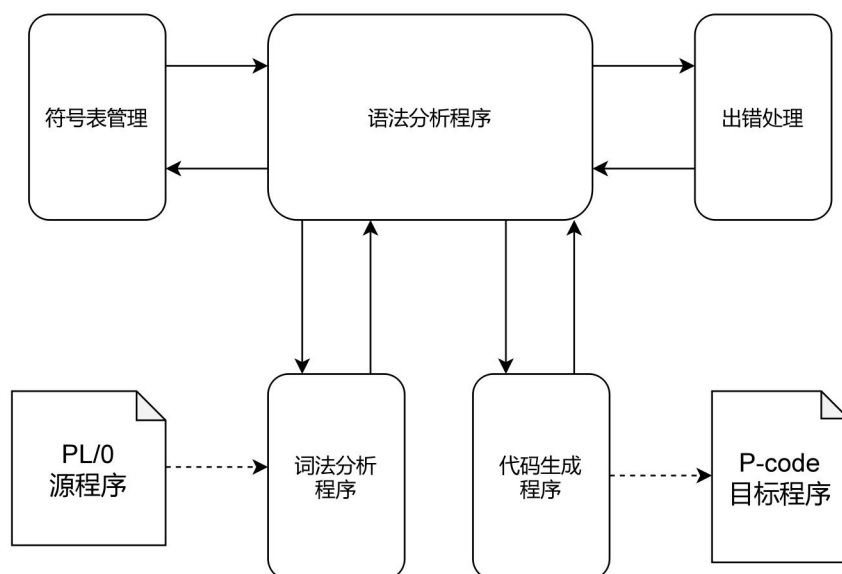 符号表管理
语法分析程序
出错处理
PL/0
源程序
词法分析
程序
代码生成
程序
P-code
目标程序